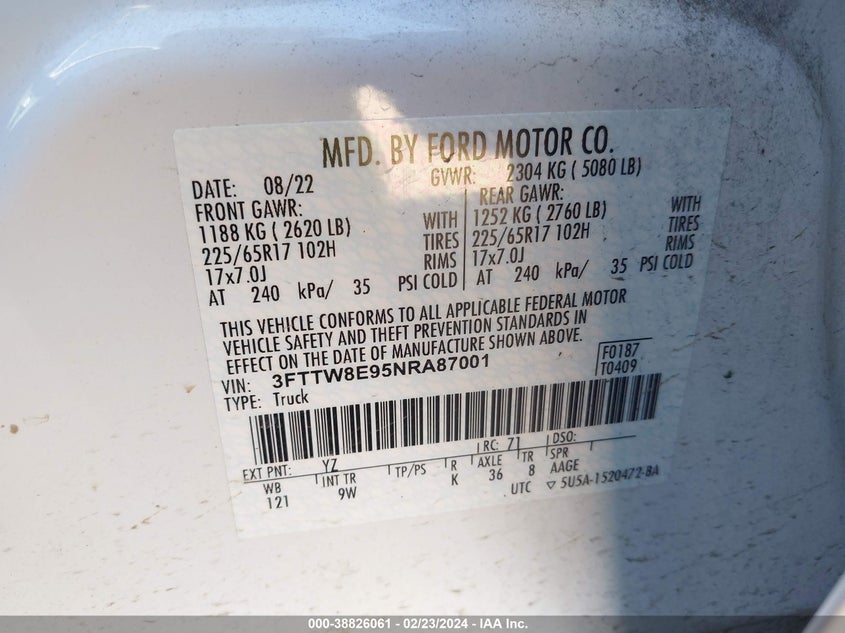 MFD. BY FORD MOTOR CO.
DATE: 08/22
GVWR: 2304 KG ( 5080 LB)
FRONT GAWR:
1188 KG ( 2620 LB) WITH
225/65R17 102H TIRES
17x7.0J RIMS
AT 240 kPa/ 35 PSI COLD
REAR GAWR:
1252 KG ( 2760 LB) WITH
225/65R17 102H TIRES
17x7.0J RIMS
AT 240 kPa/ 35 PSI COLD
THIS VEHICLE CONFORMS TO ALL APPLICABLE FEDERAL MOTOR
VEHICLE SAFETY AND THEFT PREVENTION STANDARDS IN
EFFECT ON THE DATE OF MANUFACTURE SHOWN ABOVE.
VIN: 3FTTW8E95NRA87001
TYPE: Truck
F0187
T0409
EXT PNT: YZ RC: 71 DSO:
WB INT TR TP/PS R AXLE TR SPR
121 9W K 36 8 AAGE
UTC ▽ 5U5A-1520472-BA
000-38826061 - 02/23/2024 - IAA Inc.